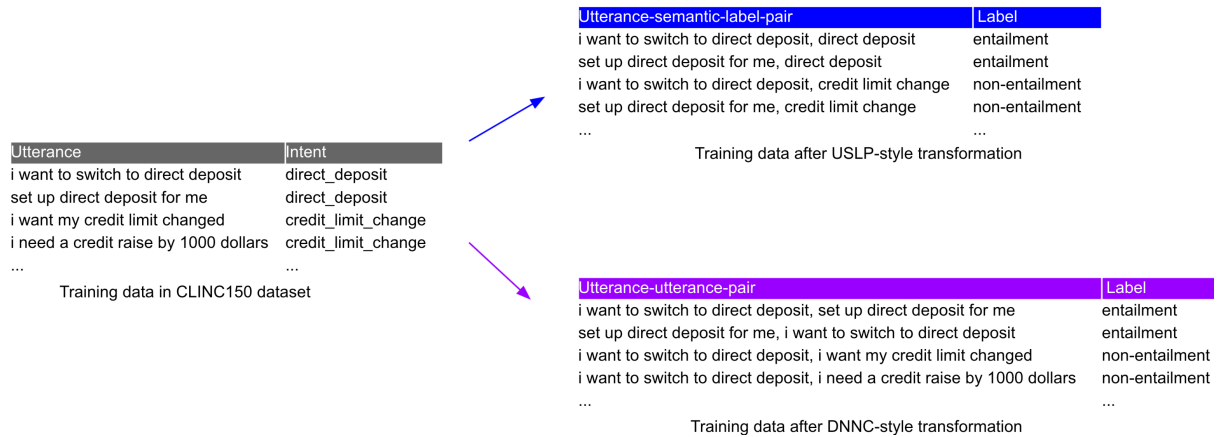 Utterance-semantic-label-pair Label
i want to switch to direct deposit, direct deposit entailment
set up direct deposit for me, direct deposit entailment
i want to switch to direct deposit, credit limit change non-entailment
set up direct deposit for me, credit limit change non-entailment
... ...
Training data after USLP-style transformation
Utterance Intent
i want to switch to direct deposit direct_deposit
set up direct deposit for me direct_deposit
i want my credit limit changed credit_limit_change
i need a credit raise by 1000 dollars credit_limit_change
... ...
Training data in CLINC150 dataset
Utterance-utterance-pair Label
i want to switch to direct deposit, set up direct deposit for me entailment
set up direct deposit for me, i want to switch to direct deposit entailment
i want to switch to direct deposit, i want my credit limit changed non-entailment
i want to switch to direct deposit, i need a credit raise by 1000 dollars non-entailment
... ...
Training data after DNNC-style transformation